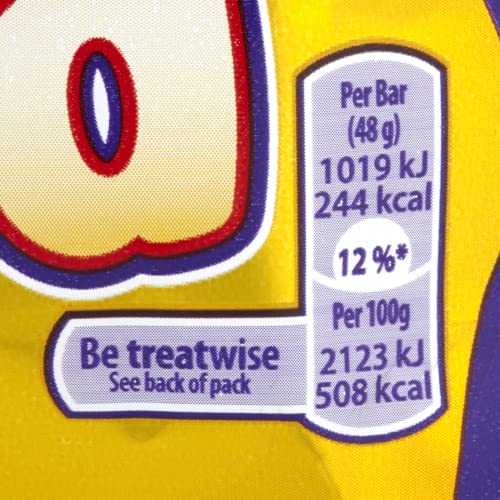 Per Bar
(48 g)
1019 kJ
244 kcal
12 %*
Per 100g
2123 kJ
508 kcal
Be treatwise
See back of pack